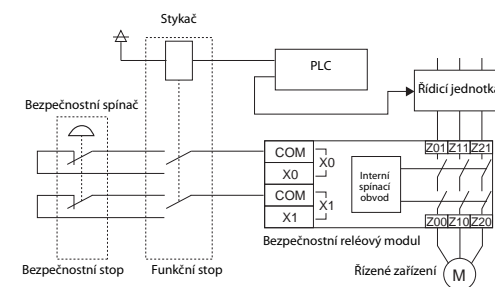 Stykač
PLC
Řídicí jednotka
Bezpečnostní spínač
COM
X0
X0
COM
X1
X1
Interní
spínací
obvod
Z01 Z11 Z21
Z00 Z10 Z20
Bezpečnostní reléový modul
Bezpečnostní stop
Funkční stop
Řízené zařízení
M